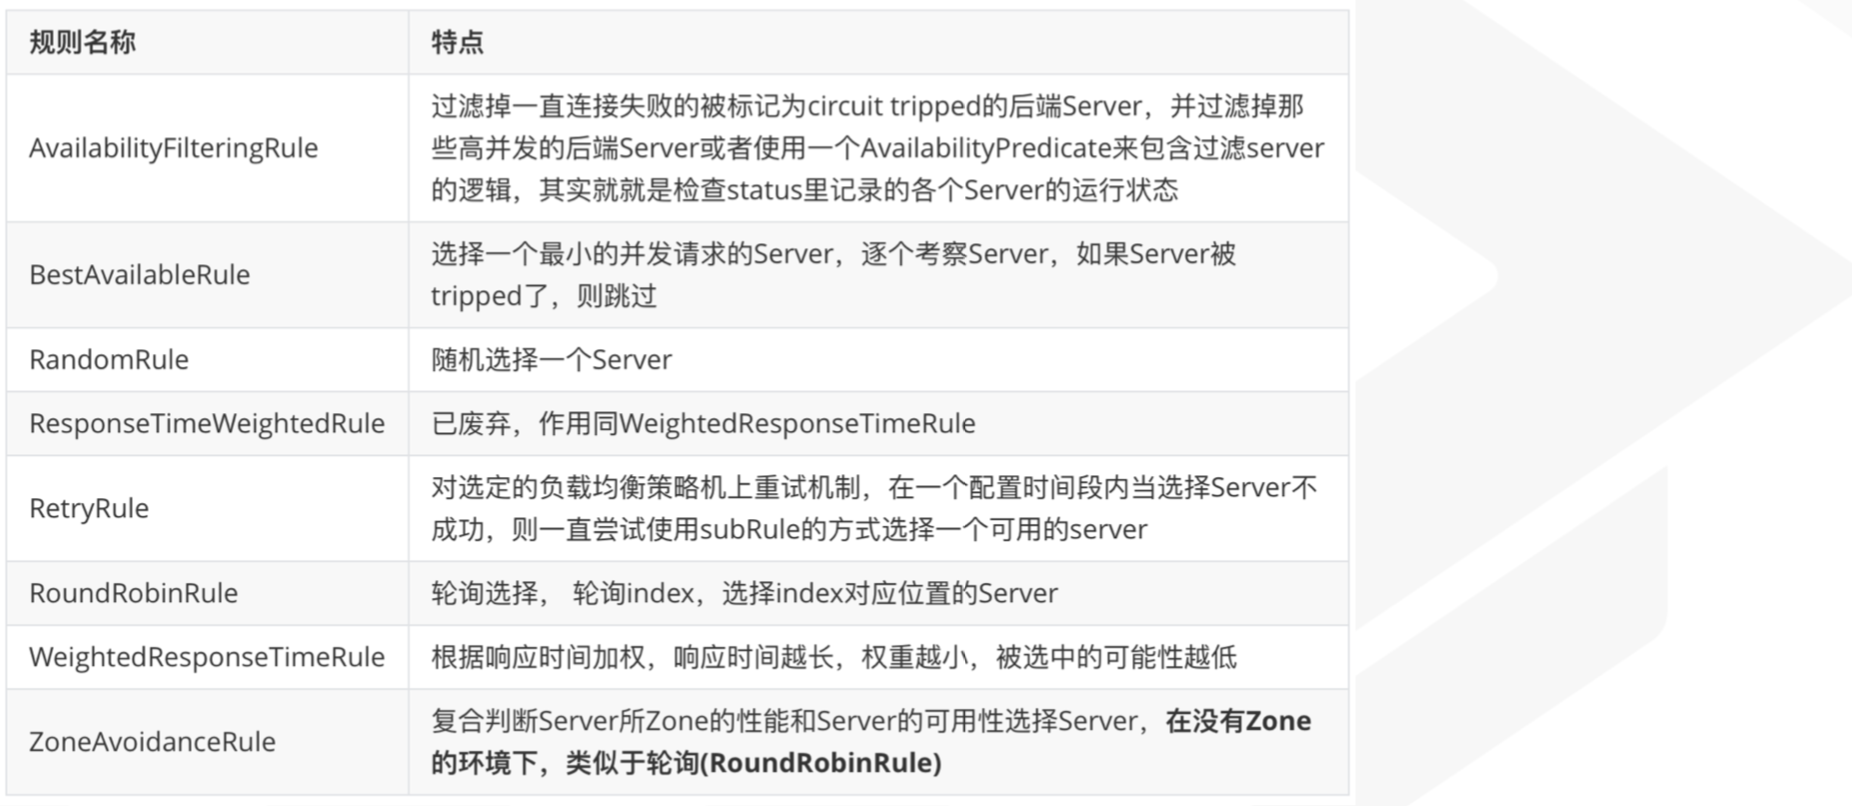 规则名称 特点
AvailabilityFilteringRule
过滤掉一直连接失败的被标记为circuit tripped的后端Server，并过滤掉那
些高并发的后端Server或者使用一个AvailabilityPredicate来包含过滤server
的逻辑，其实就就是检查status里记录的各个Server的运行状态
BestAvailableRule
选择一个最小的并发请求的Server，逐个考察Server，如果Server被
tripped了，则跳过
RandomRule 随机选择一个Server
ResponseTimeWeightedRule 已废弃，作用同WeightedResponseTimeRule
RetryRule
对选定的负载均衡策略机上重试机制，在一个配置时间段内当选择Server不
成功，则一直尝试使用subRule的方式选择一个可用的server
RoundRobinRule 轮询选择， 轮询index，选择index对应位置的Server
WeightedResponseTimeRule 根据响应时间加权，响应时间越长，权重越小，被选中的可能性越低
ZoneAvoidanceRule
复合判断Server所Zone的性能和Server的可用性选择Server，在没有Zone
的环境下，类似于轮询(RoundRobinRule)